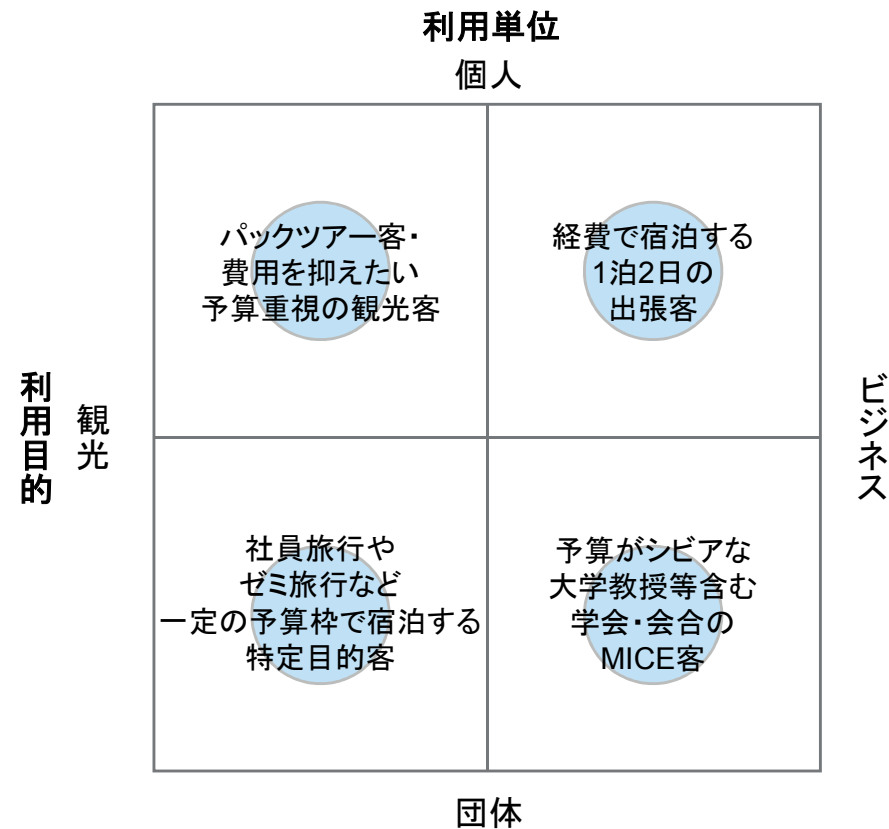 利用単位
個人
パックツアー客・
費用を抑えたい
予算重視の観光客
経費で宿泊する
1泊2日の
出張客
利用目的
観光
ビジネス
社員旅行や
ゼミ旅行など
一定の予算枠で宿泊する
特定目的客
予算がシビアな
大学教授等含む
学会・会合の
MICE客
団体